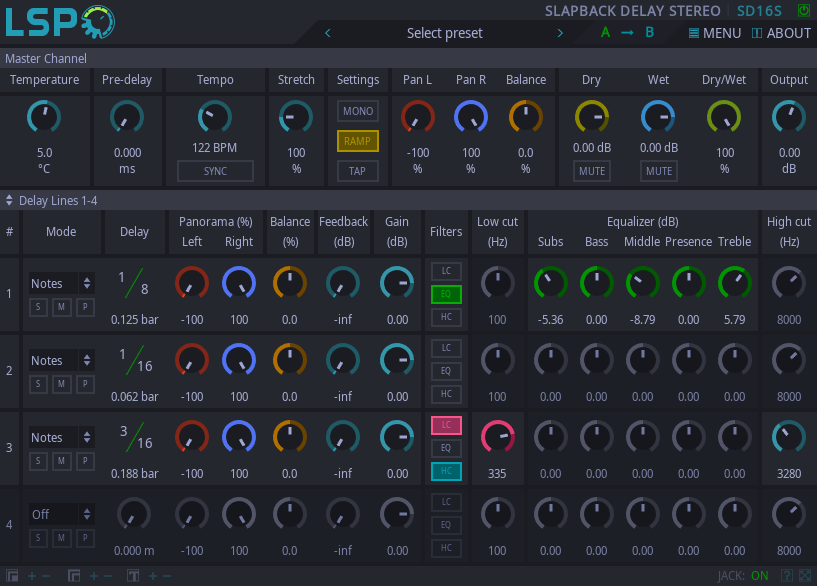 LSP
SLAPBACK DELAY STEREO SD16S
Select preset A B MENU ABOUT
Master Channel
Temperature Pre-delay Tempo Stretch Settings Pan L Pan R Balance Dry Wet Dry/Wet Output
MONO
RAMP
TAP
5.0 0.000 122 BPM 100 -100 100 0.0 0.00 dB 0.00 dB 100 0.00
°C ms SYNC % % % % MUTE MUTE % dB
Delay Lines 1-4
# Mode Delay Panorama (%) Balance Feedback Gain Filters Low cut Equalizer (dB) High cut
Left Right (%) (dB) (dB) (Hz) Subs Bass Middle Presence Treble (Hz)
1 Notes 1/8 LC
S M P EQ
0.125 bar -100 100 0.0 -inf 0.00 HC 100 -5.36 0.00 -8.79 0.00 5.79 8000
2 Notes 1/16 LC
S M P EQ
0.062 bar -100 100 0.0 -inf 0.00 HC 100 0.00 0.00 0.00 0.00 0.00 8000
3 Notes 3/16 LC
S M P EQ
0.188 bar -100 100 0.0 -inf 0.00 HC 335 0.00 0.00 0.00 0.00 0.00 3280
4 Off LC
S M P EQ
0.000 m -100 100 0.0 -inf 0.00 HC 100 0.00 0.00 0.00 0.00 0.00 8000
+ − + − T + − JACK: ON ?